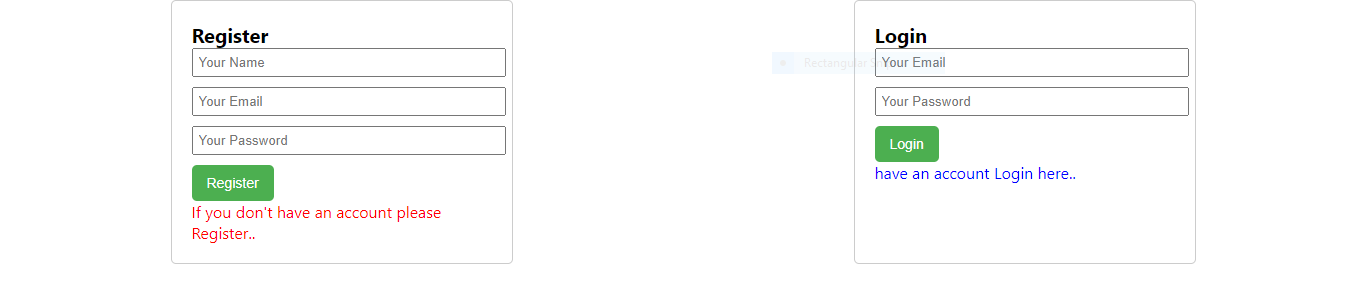 Register
Your Name
Your Email
Your Password
Register
If you don't have an account please
Register..
Login
Rectangular
Your Email
Your Password
Login
have an account Login here..